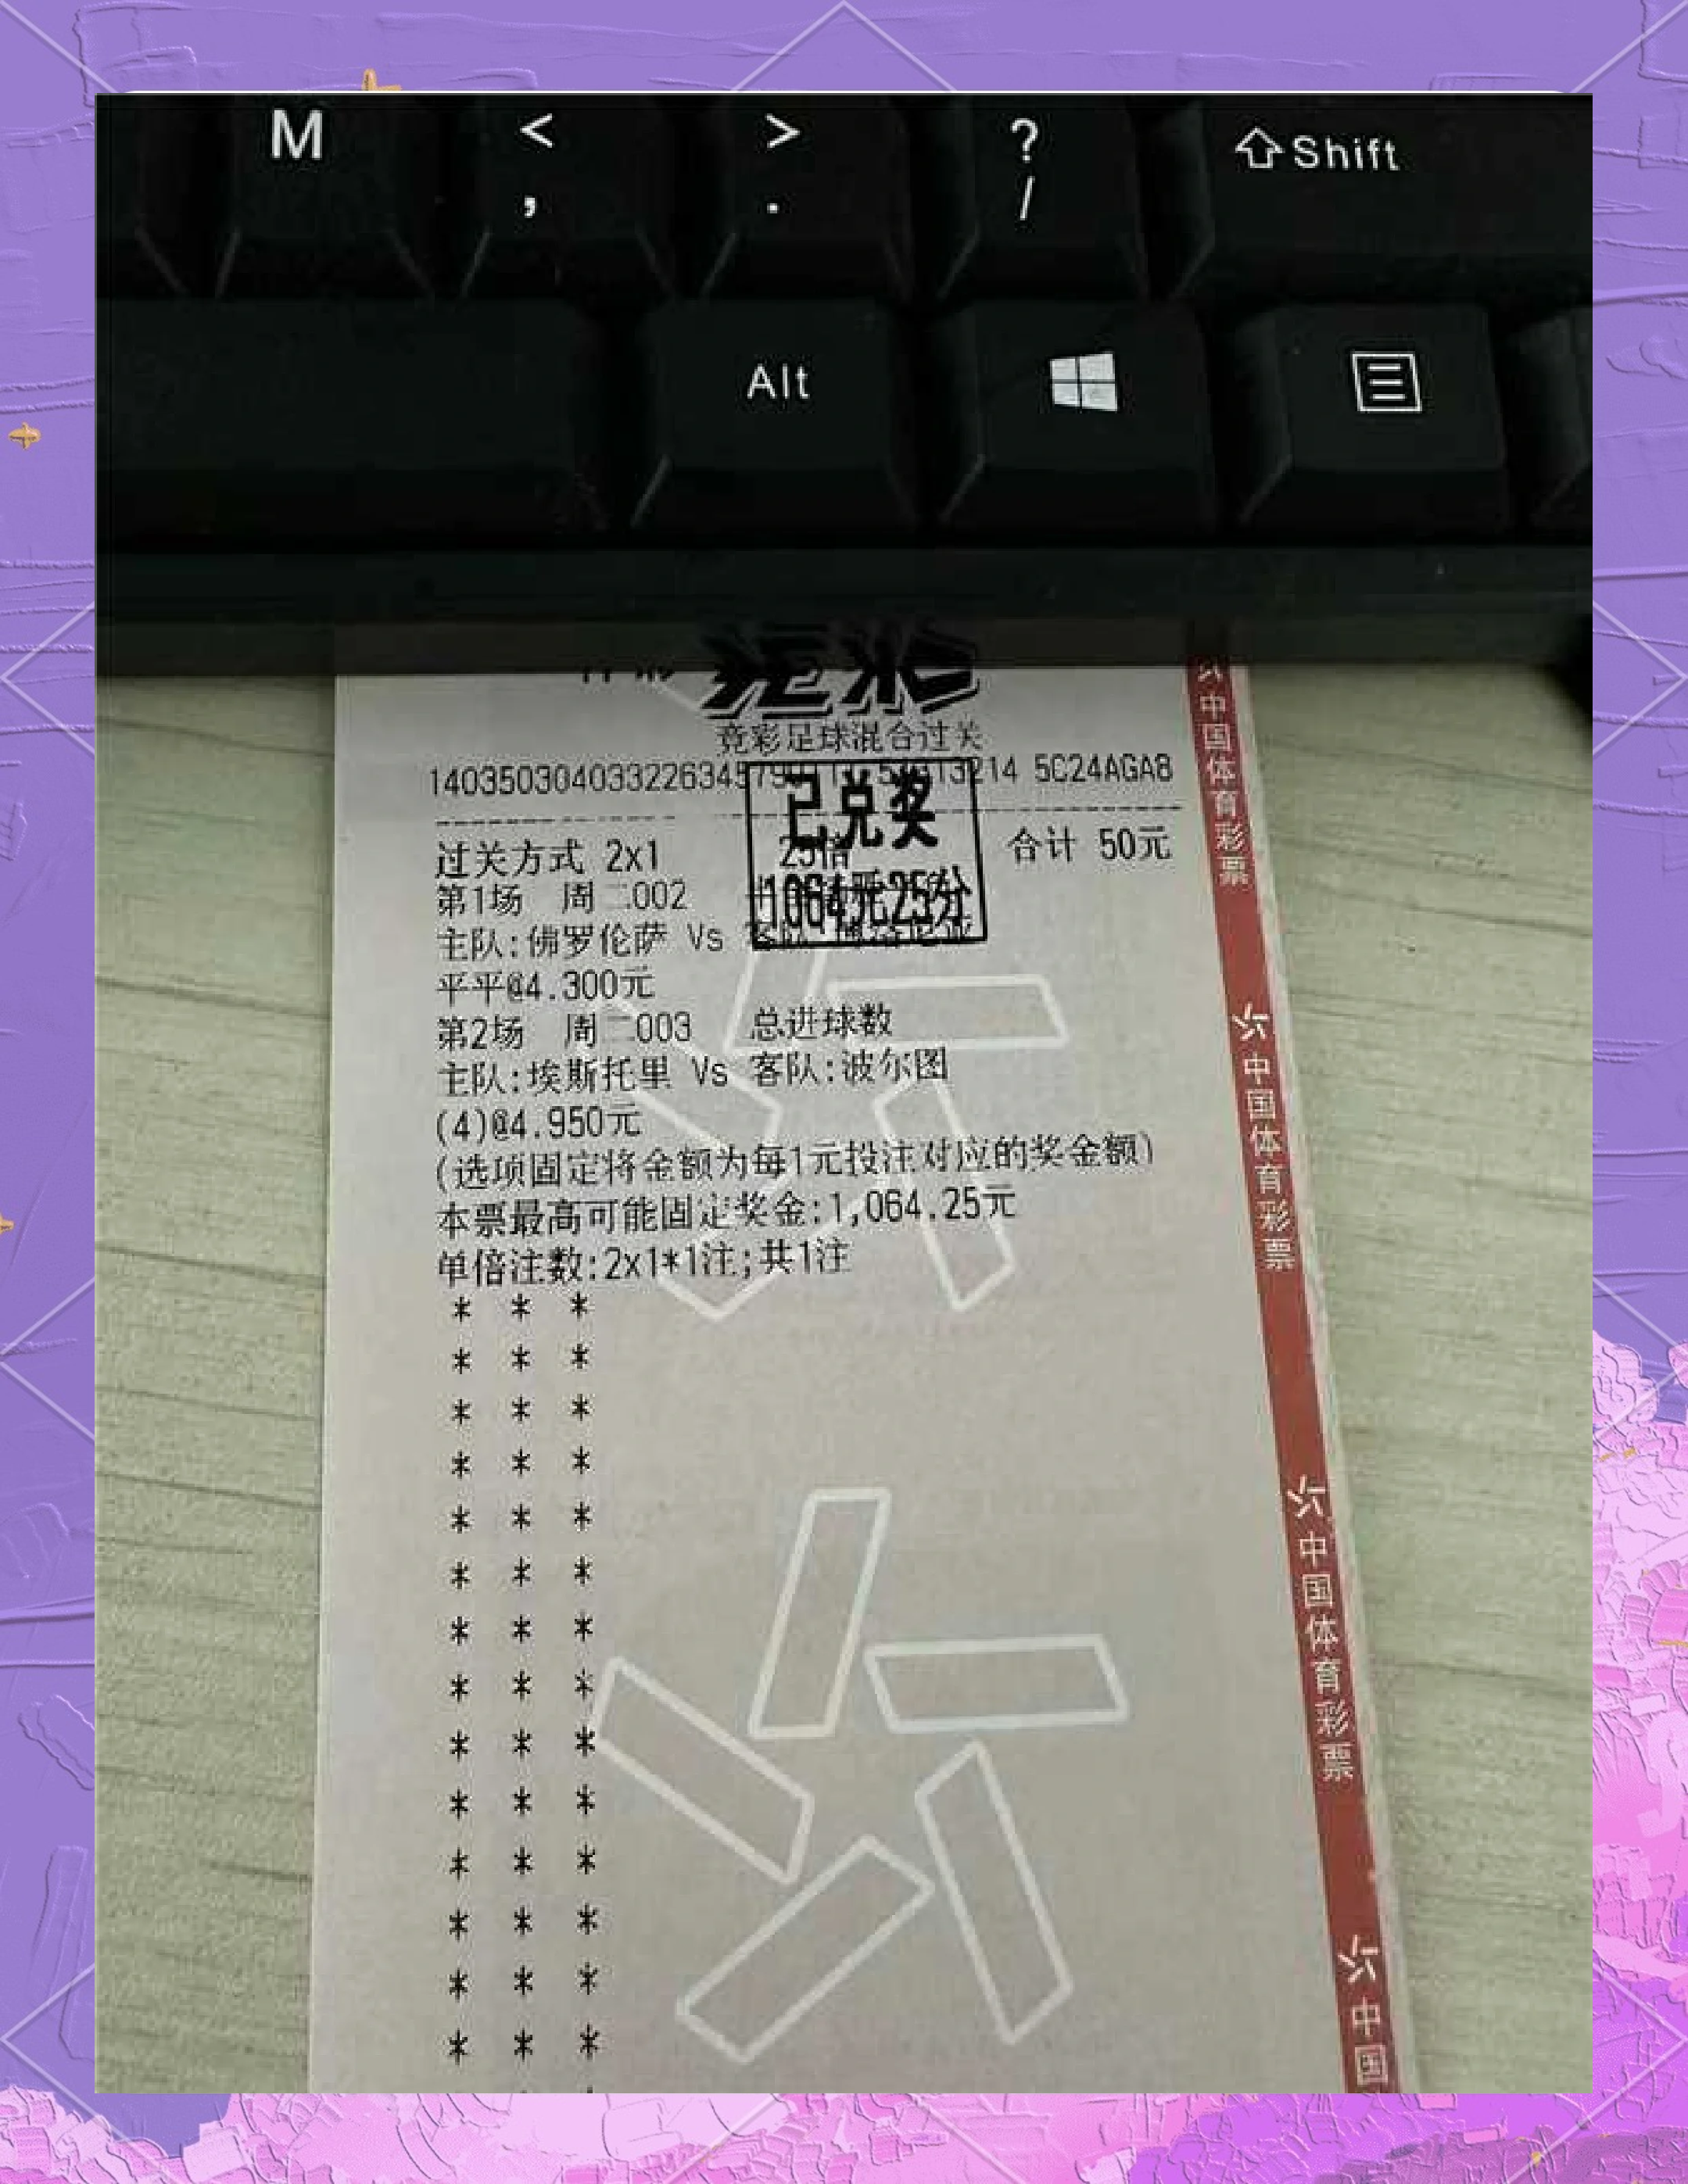 M < , > . ? / Shift
Alt
竞彩
竞彩足球混合过关
5C24AGA8
已兑奖
1064元25分
过关方式 2x1 25倍 合计 50元
第1场 周二002
主队:佛罗伦萨 Vs
平平@4.300元
第2场 周二003 总进球数
主队:埃斯托里 Vs 客队:波尔图
(4)@4.950元
(选项固定将金额为每1元投注对应的奖金额)
本票最高可能固定奖金:1,064.25元
单倍注数:2x1*1注;共1注
* * *
* * *
* * *
* * *
* * *
* * *
* * *
* * *
* * *
* * *
* * *
* * *
* * *
* * *
中国体育彩票
中国体育彩票
中国体育彩票
中国